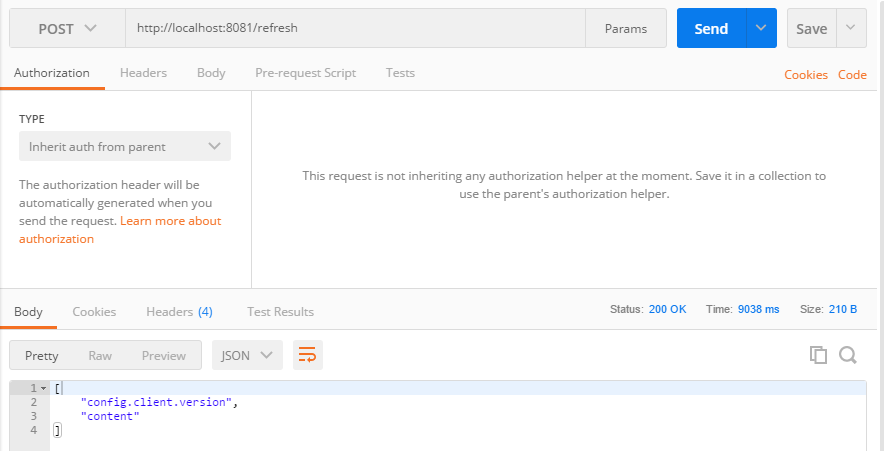 POST http://localhost:8081/refresh Params Send Save
Authorization Headers Body Pre-request Script Tests Cookies Code
TYPE
Inherit auth from parent
The authorization header will be
automatically generated when you
send the request. Learn more about
authorization
This request is not inheriting any authorization helper at the moment. Save it in a collection to
use the parent's authorization helper.
Body Cookies Headers (4) Test Results Status: 200 OK Time: 9038 ms Size: 210 B
Pretty Raw Preview JSON
1 [
2 "config.client.version",
3 "content"
4 ]